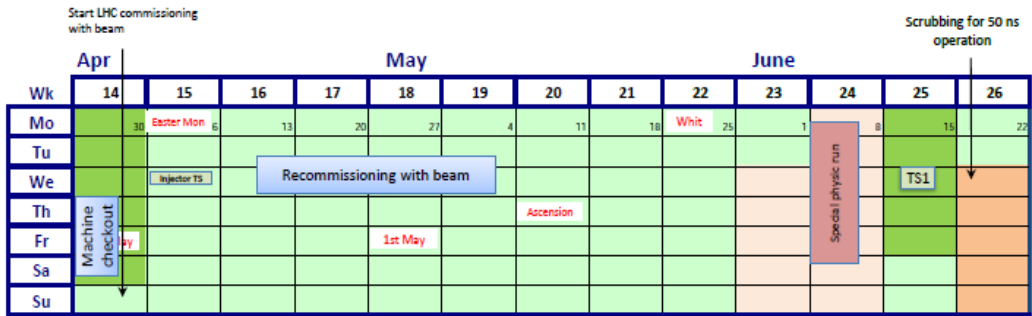 Start LHC commissioning
with beam
Scrubbing for 50 ns
operation
Apr May June
Wk 14 15 16 17 18 19 20 21 22 23 24 25 26
Mo 30 Easter Mon 6 13 20 27 4 11 18 Whit 25 1 8 15 22
Tu
We Injector TS Recommissioning with beam TS1
Th Ascension
Fr ay 1st May
Sa
Su
Machine
checkout
Special physic run